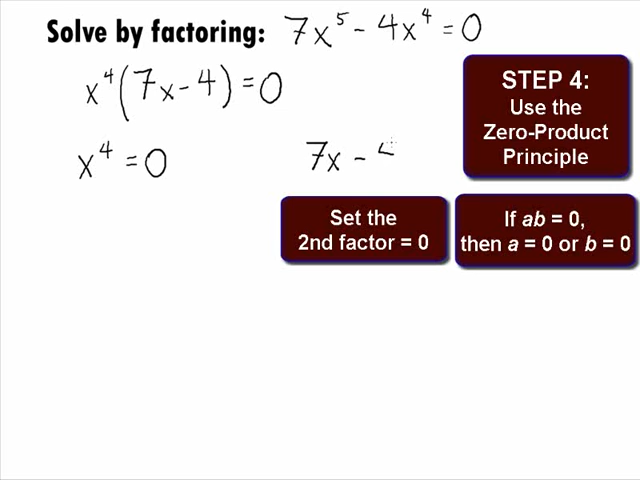 Solve by factoring: 7x⁵ - 4x⁴ = 0
x⁴(7x - 4) = 0
x⁴ = 0
7x - 4
STEP 4:
Use the
Zero-Product
Principle
Set the
2nd factor = 0
If ab = 0,
then a = 0 or b = 0